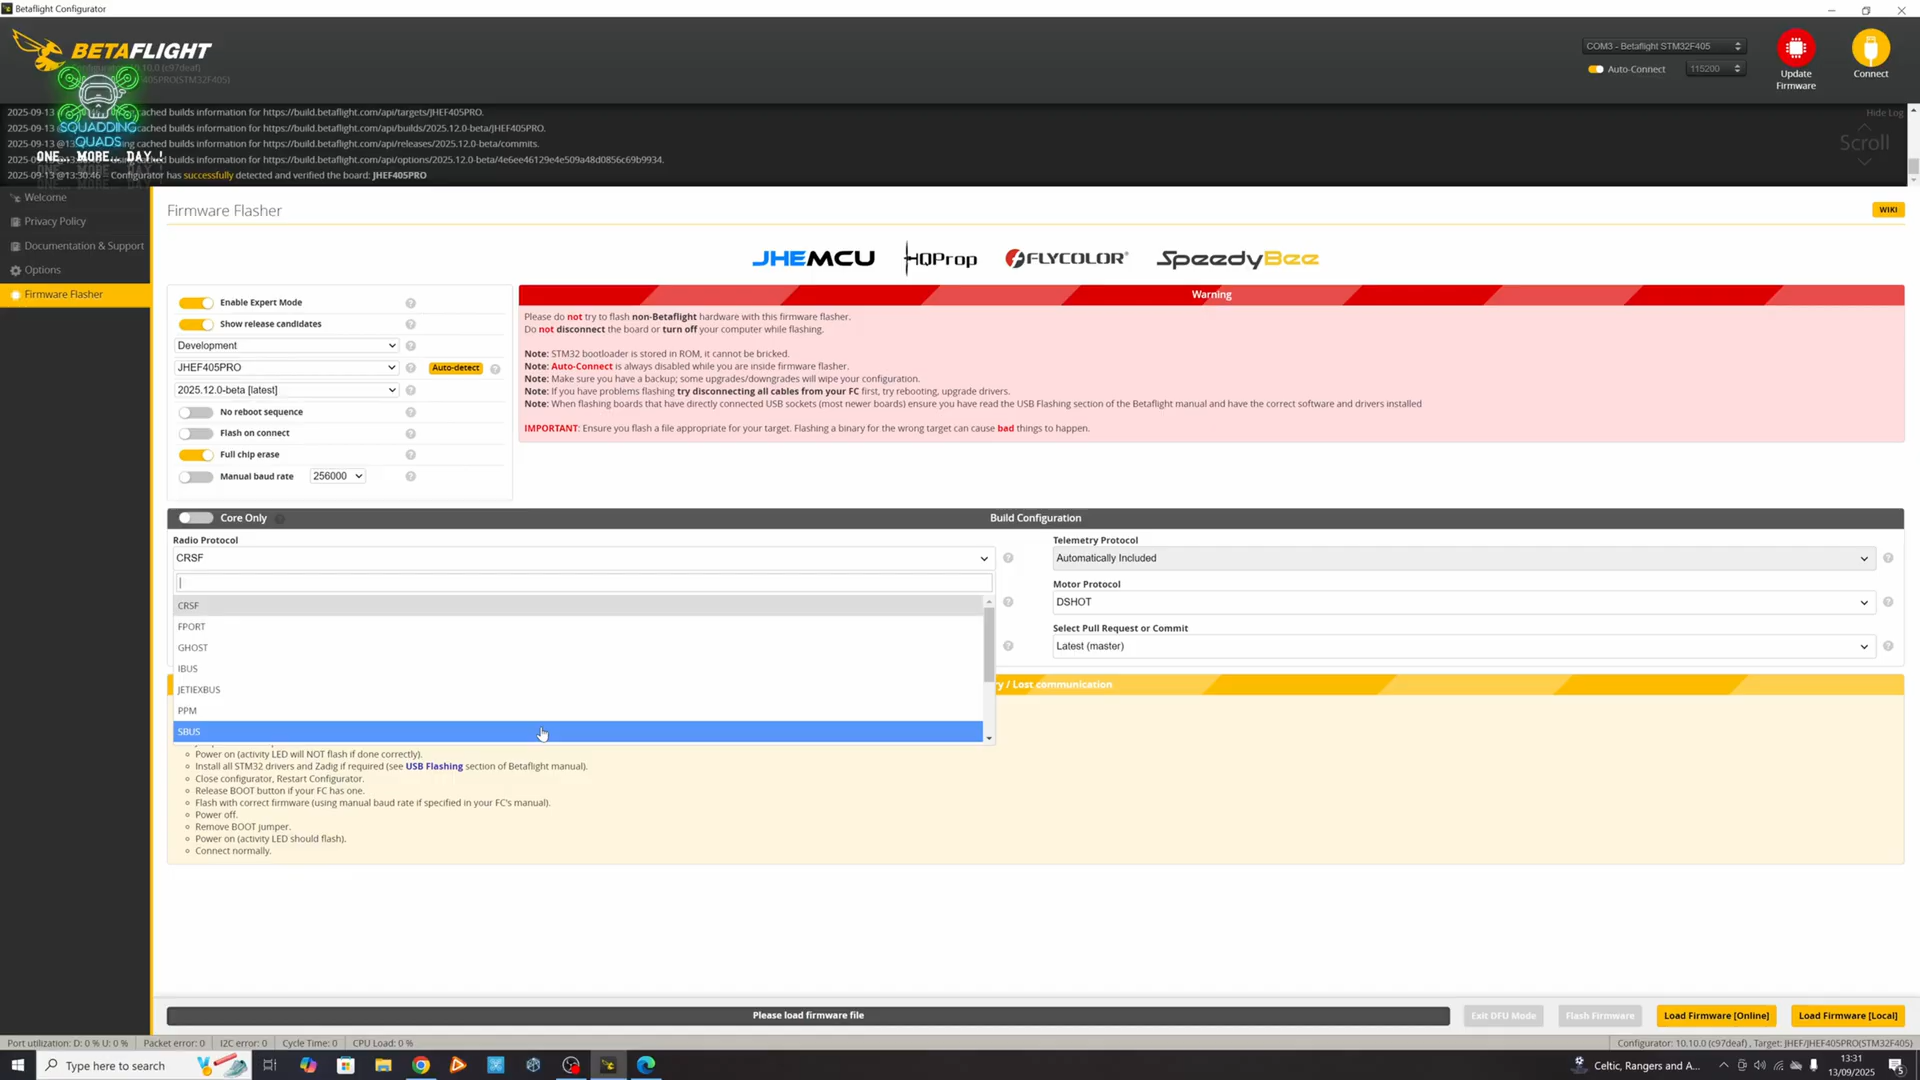 Betaflight Configurator
BETAFLIGHT
COM3 - Betaflight STM32F405
Auto-Connect
115200
Update
Firmware
Connect
405PRO(STM32F405)
SQUADDING
QUADS
ONE... MORE... DAY..!
Hide Log
Scroll
2025-09-13
cached builds information for https://build.betaflight.com/api/targets/JHEF405PRO.
2025-09-13
cached builds information for https://build.betaflight.com/api/builds/2025.12.0-beta/JHEF405PRO.
2025-09-13
cached builds information for https://build.betaflight.com/api/releases/2025.12.0-beta/commits.
2025-09-13
cached builds information for https://build.betaflight.com/api/options/2025.12.0-beta/4e6ee46129e4e509a48d0856c69b9934.
2025-09-13 @13:30:46 Configurator has successfully detected and verified the board: JHEF405PRO
Welcome
Privacy Policy
Documentation & Support
Options
Firmware Flasher
Firmware Flasher
WIKI
JHEMCU
HQProp
FLYCOLOR
SpeedyBee
Enable Expert Mode
Show release candidates
Development
JHEF405PRO
Auto-detect
2025.12.0-beta [latest]
No reboot sequence
Flash on connect
Full chip erase
Manual baud rate
256000
Warning
Please do not try to flash non-Betaflight hardware with this firmware flasher.
Do not disconnect the board or turn off your computer while flashing.
Note: STM32 bootloader is stored in ROM, it cannot be bricked.
Note: Auto-Connect is always disabled while you are inside firmware flasher.
Note: Make sure you have a backup; some upgrades/downgrades will wipe your configuration.
Note: If you have problems flashing try disconnecting all cables from your FC first, try rebooting, upgrade drivers.
Note: When flashing boards that have directly connected USB sockets (most newer boards) ensure you have read the USB Flashing section of the Betaflight manual and have the correct software and drivers installed
IMPORTANT: Ensure you flash a file appropriate for your target. Flashing a binary for the wrong target can cause bad things to happen.
Core Only
Build Configuration
Radio Protocol
CRSF
CRSF
FPORT
GHOST
IBUS
JETIEXBUS
PPM
SBUS
Telemetry Protocol
Automatically Included
Motor Protocol
DSHOT
Select Pull Request or Commit
Latest (master)
/ Lost communication
Power on (activity LED will NOT flash if done correctly).
Install all STM32 drivers and Zadig if required (see USB Flashing section of Betaflight manual).
Close configurator, Restart Configurator.
Release BOOT button if your FC has one.
Flash with correct firmware (using manual baud rate if specified in your FC's manual).
Power off.
Remove BOOT jumper.
Power on (activity LED should flash).
Connect normally.
Please load firmware file
Exit DFU Mode
Flash Firmware
Load Firmware [Online]
Load Firmware [Local]
Port utilization: D: 0 % U: 0 %
Packet error: 0
I2C error: 0
Cycle Time: 0
CPU Load: 0 %
Configurator: 10.10.0 (c97deaf) , Target: JHEF/JHEF405PRO(STM32F405)
Type here to search
Celtic, Rangers and A...
13:31
13/09/2025
5